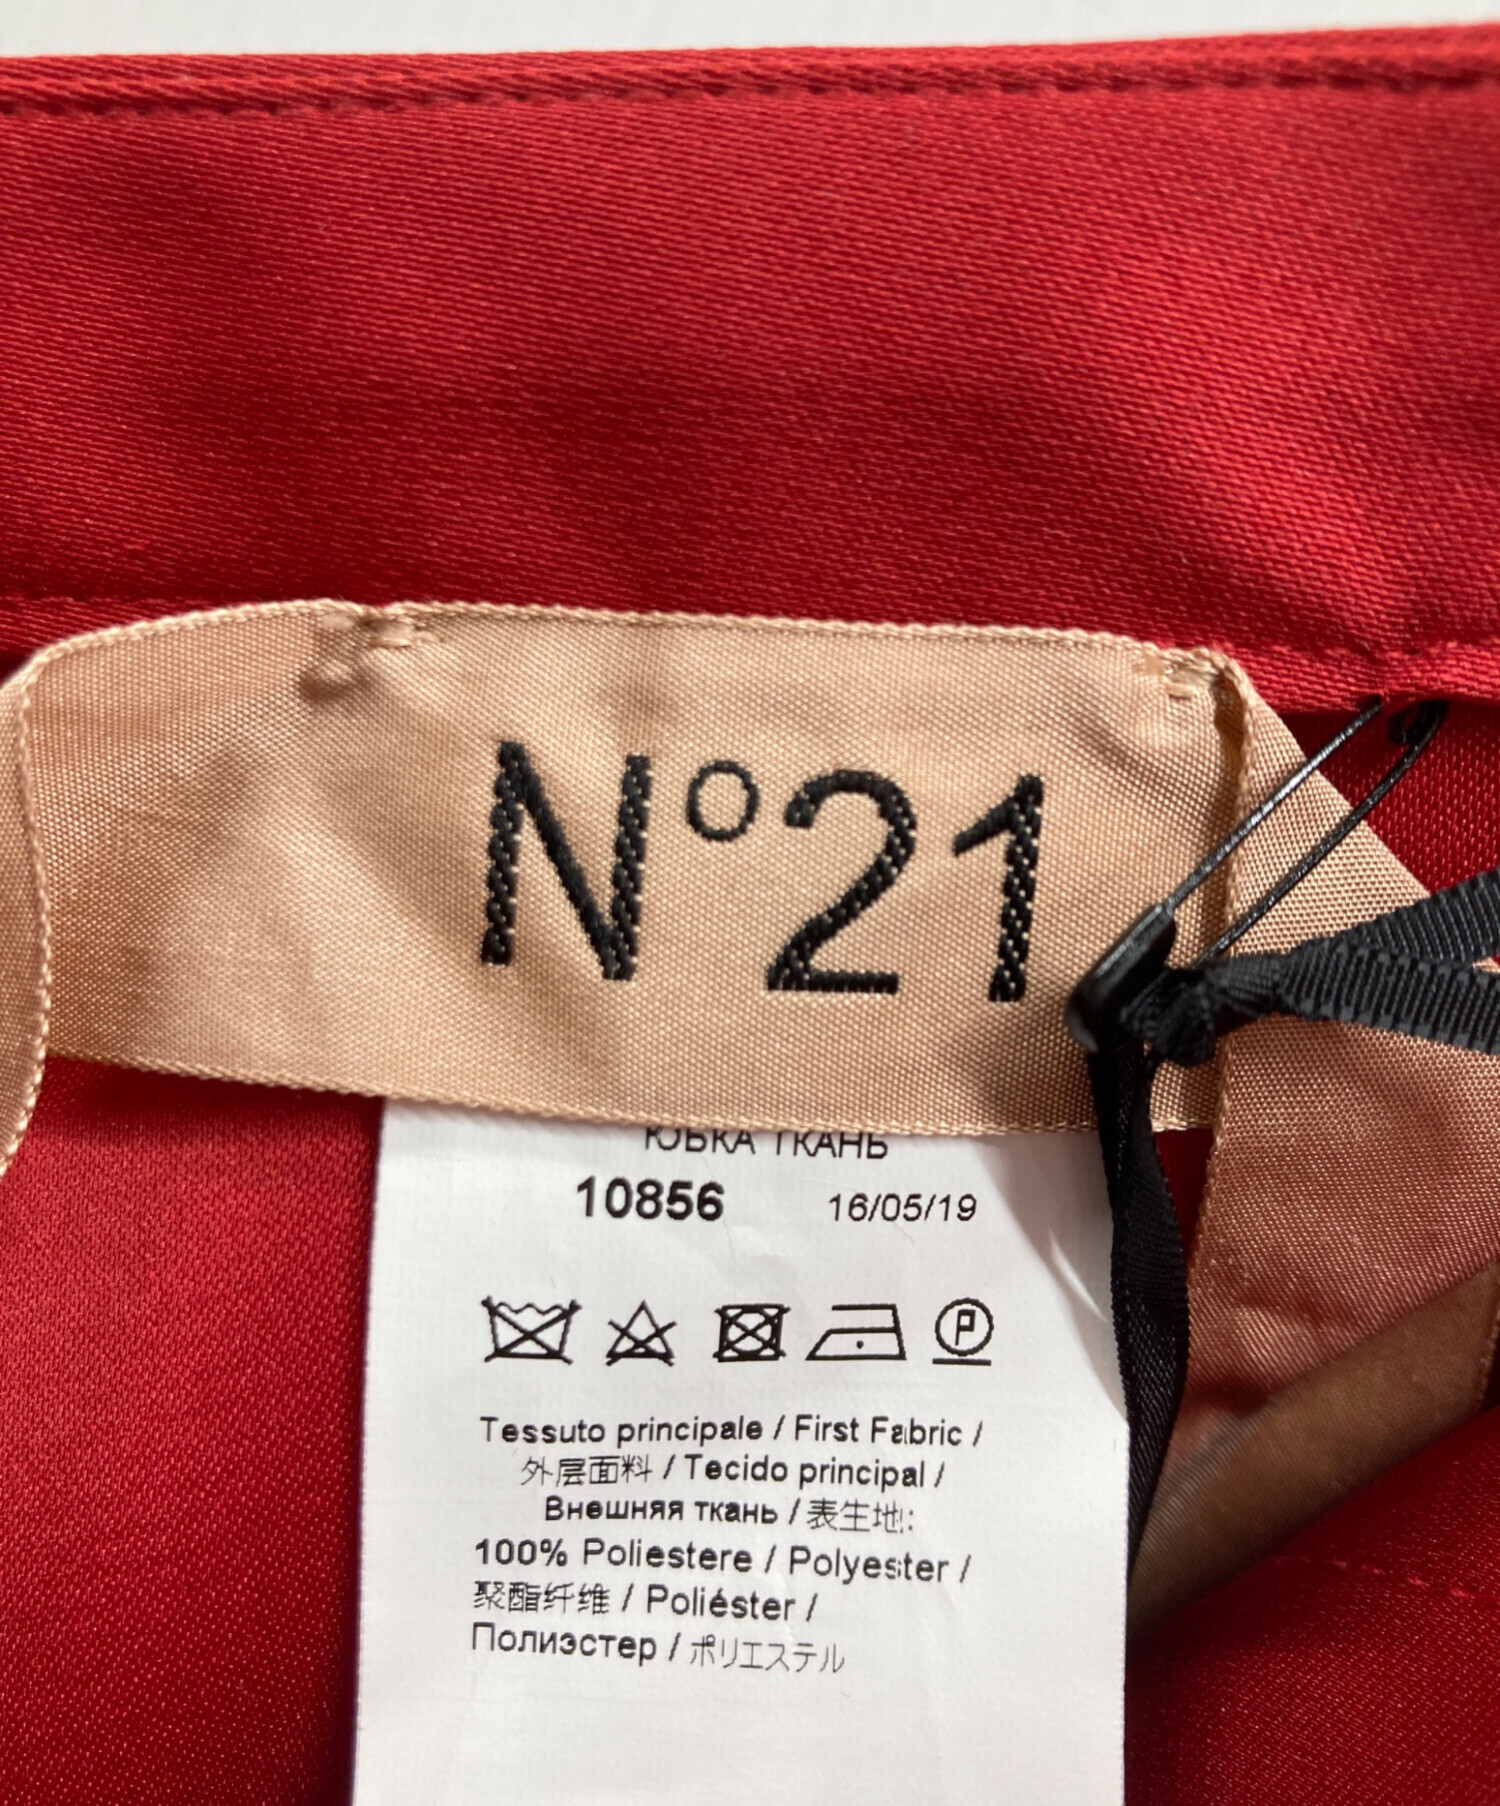 N°21
ЮБКА ТКАНЬ
10856 16/05/19
P
Tessuto principale / First Fabric /
外层面料 / Tecido principal /
Внешняя ткань / 表生地:
100% Poliestere / Polyester /
聚酯纤维 / Poliéster /
Полиэстер / ポリエステル